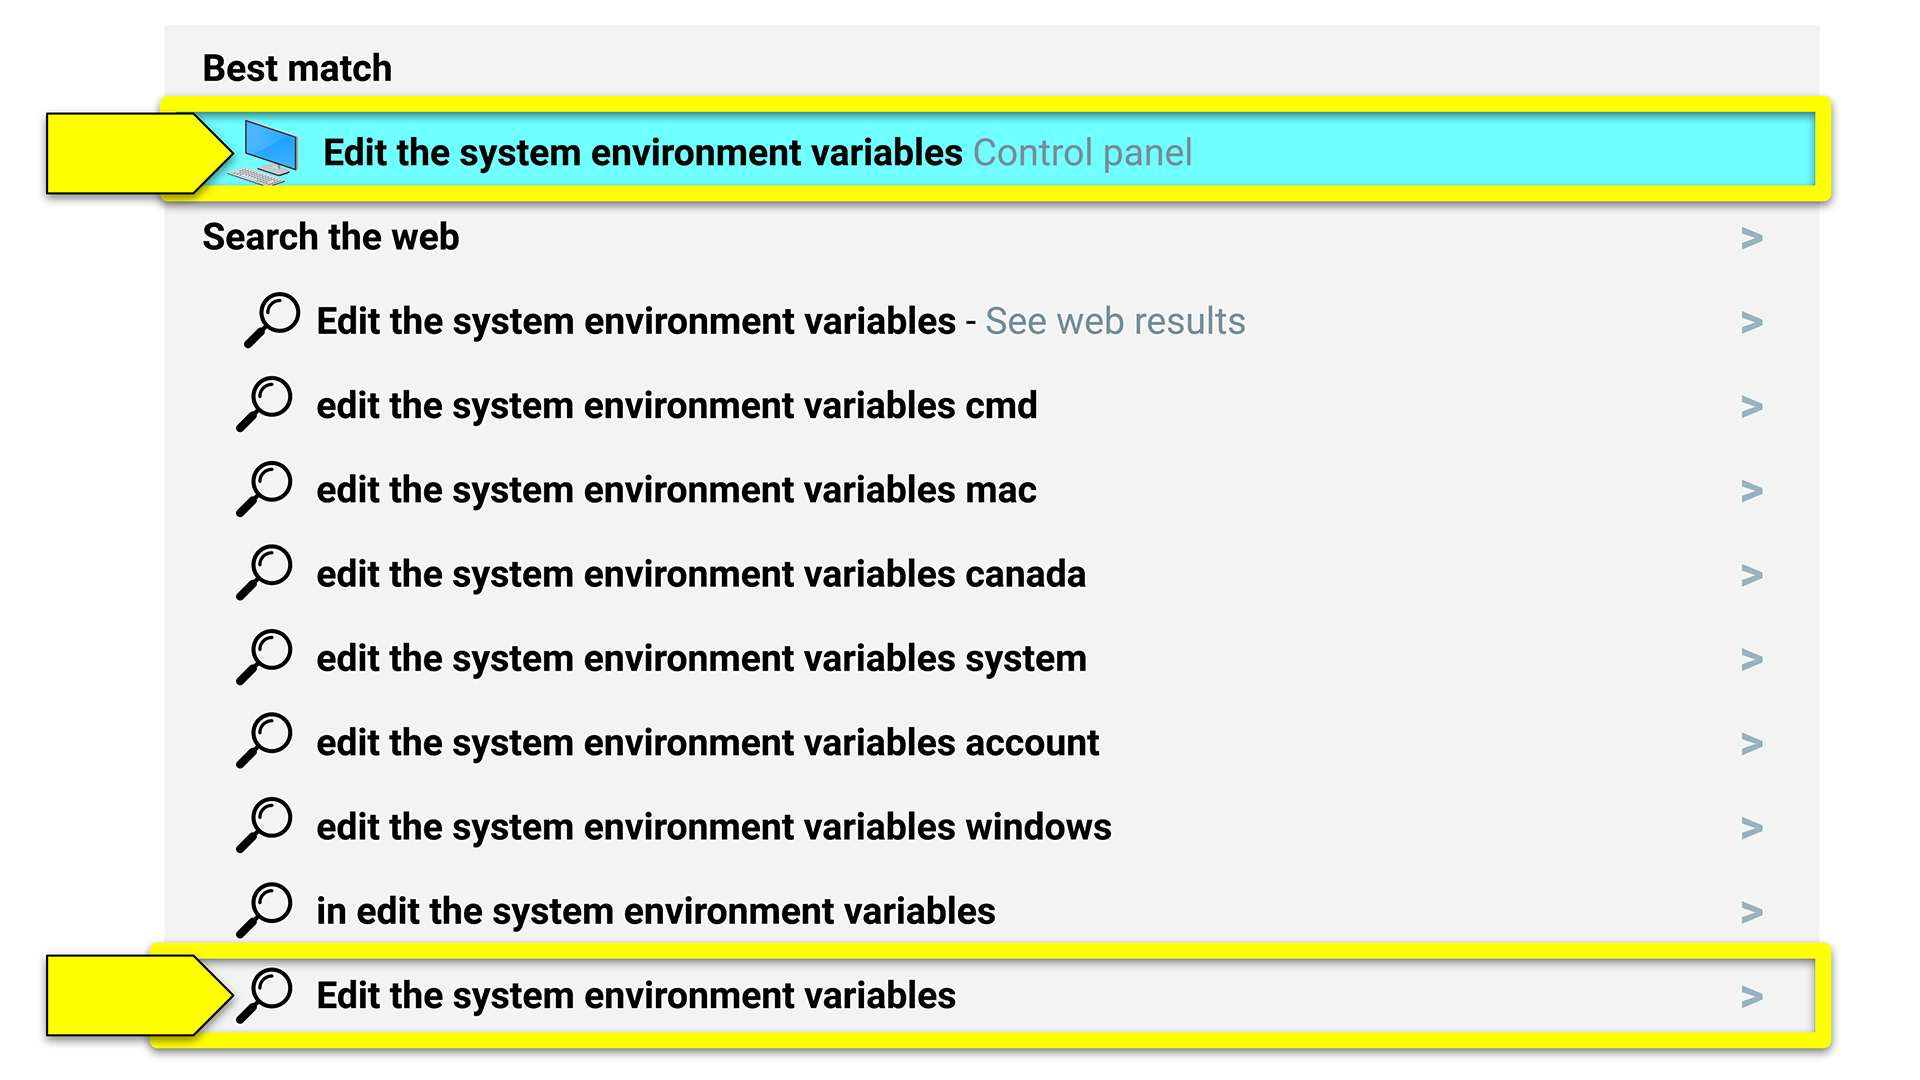 Best match
Edit the system environment variables Control panel
Search the web >
Edit the system environment variables - See web results >
edit the system environment variables cmd >
edit the system environment variables mac >
edit the system environment variables canada >
edit the system environment variables system >
edit the system environment variables account >
edit the system environment variables windows >
in edit the system environment variables >
Edit the system environment variables >